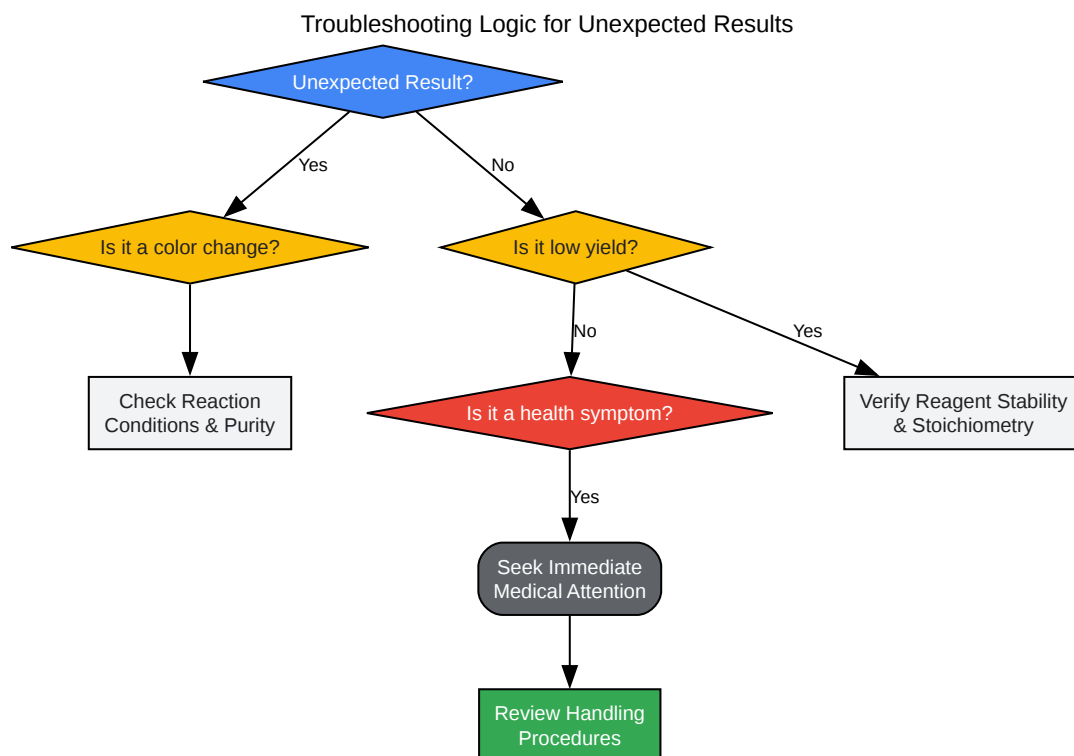 Troubleshooting Logic for Unexpected Results
Unexpected Result?
Yes
No
Is it a color change?
Is it low yield?
No
Yes
Check Reaction
Conditions & Purity
Is it a health symptom?
Verify Reagent Stability
& Stoichiometry
Yes
Seek Immediate
Medical Attention
Review Handling
Procedures